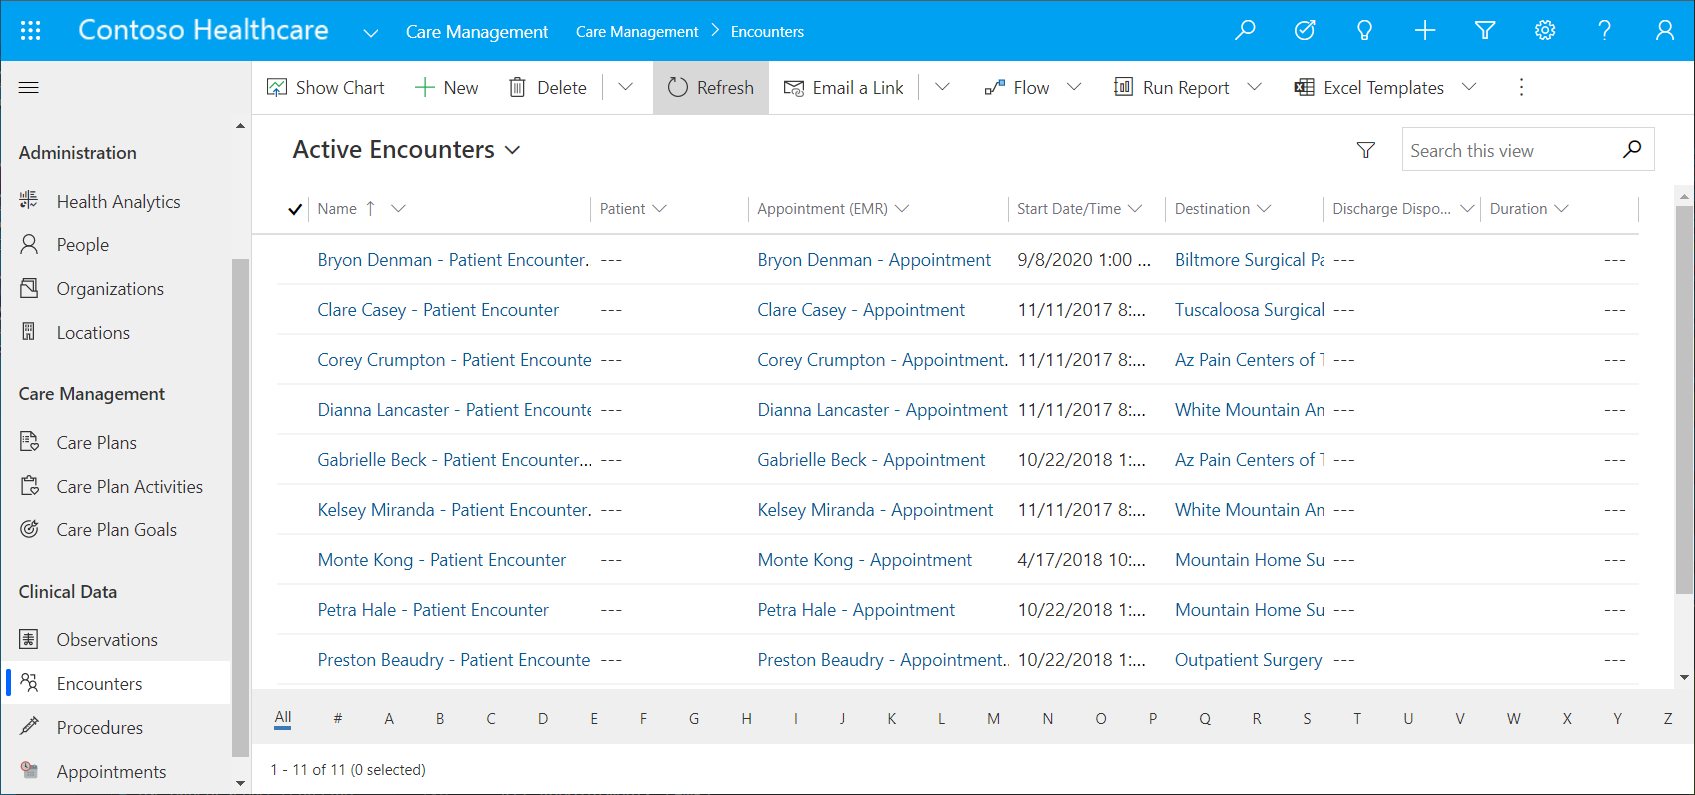 Contoso Healthcare Care Management Care Management > Encounters
Show Chart New Delete Refresh Email a Link Flow Run Report Excel Templates
Administration
Health Analytics
People
Organizations
Locations
Care Management
Care Plans
Care Plan Activities
Care Plan Goals
Clinical Data
Observations
Encounters
Procedures
Appointments
Active Encounters
Search this view
Name ↑ Patient Appointment (EMR) Start Date/Time Destination Discharge Dispo... Duration
Bryon Denman - Patient Encounter. --- Bryon Denman - Appointment 9/8/2020 1:00 ... Biltmore Surgical Pa --- ---
Clare Casey - Patient Encounter --- Clare Casey - Appointment 11/11/2017 8:... Tuscaloosa Surgical --- ---
Corey Crumpton - Patient Encounte --- Corey Crumpton - Appointment. 11/11/2017 8:... Az Pain Centers of T --- ---
Dianna Lancaster - Patient Encounte --- Dianna Lancaster - Appointment 11/11/2017 8:... White Mountain Am --- ---
Gabrielle Beck - Patient Encounter... --- Gabrielle Beck - Appointment 10/22/2018 1:... Az Pain Centers of T --- ---
Kelsey Miranda - Patient Encounter. --- Kelsey Miranda - Appointment 11/11/2017 8:... White Mountain Am --- ---
Monte Kong - Patient Encounter --- Monte Kong - Appointment 4/17/2018 10:... Mountain Home Su --- ---
Petra Hale - Patient Encounter --- Petra Hale - Appointment 10/22/2018 1:... Mountain Home Su --- ---
Preston Beaudry - Patient Encounte --- Preston Beaudry - Appointment.. 10/22/2018 1:... Outpatient Surgery --- ---
All # A B C D E F G H I J K L M N O P Q R S T U V W X Y Z
1 - 11 of 11 (0 selected)